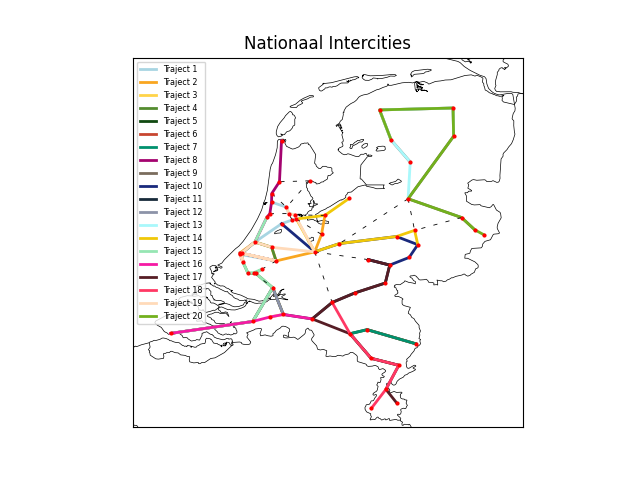 Nationaal Intercities
Traject 1
Traject 2
Traject 3
Traject 4
Traject 5
Traject 6
Traject 7
Traject 8
Traject 9
Traject 10
Traject 11
Traject 12
Traject 13
Traject 14
Traject 15
Traject 16
Traject 17
Traject 18
Traject 19
Traject 20